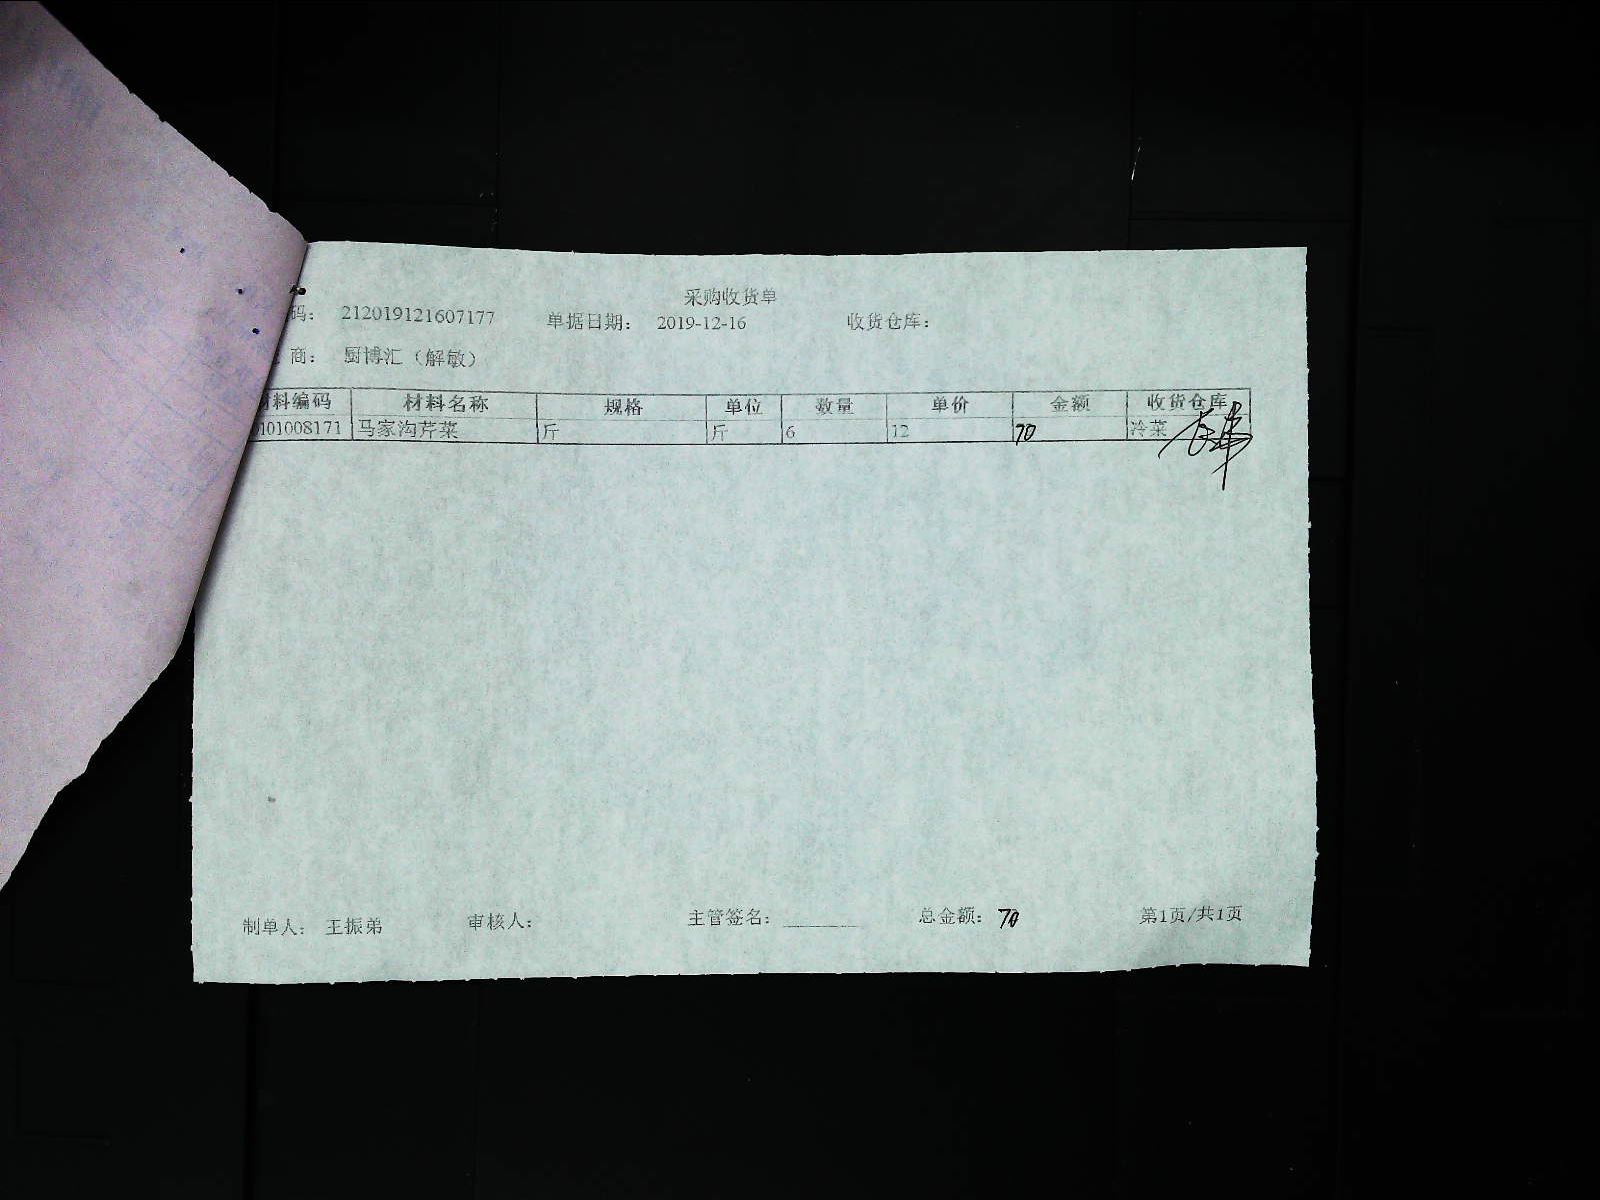 采购收货单
码: 212019121607177 单据日期: 2019-12-16 收货仓库:
商: 厨博汇(解敏)
材料编码 材料名称 规格 单位 数量 单价 金额 收货仓库
101008171 马家沟芹菜 斤 斤 6 12 70 冷菜
制单人: 王振弟 审核人: 主管签名: 总金额: 70 第1页/共1页